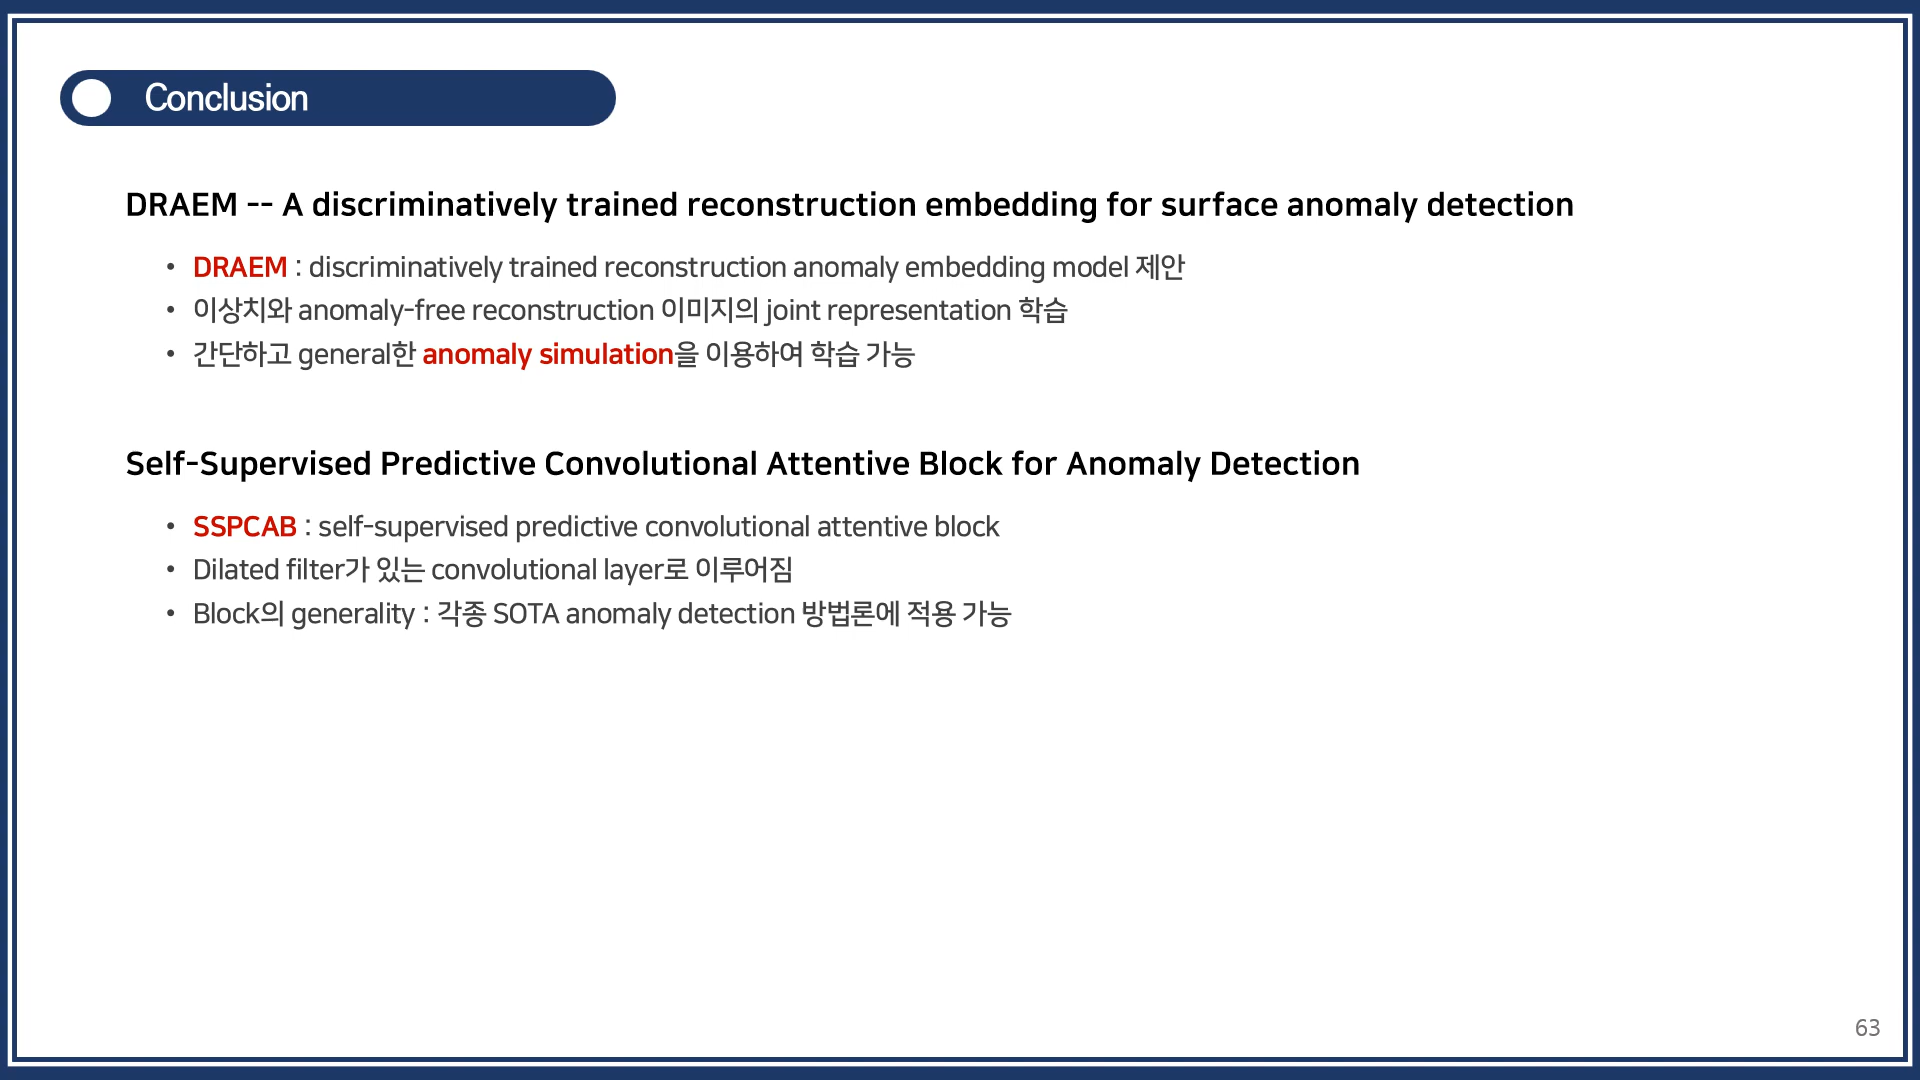 Conclusion
DRAEM -- A discriminatively trained reconstruction embedding for surface anomaly detection
• DRAEM : discriminatively trained reconstruction anomaly embedding model 제안
• 이상치와 anomaly-free reconstruction 이미지의 joint representation 학습
• 간단하고 general한 anomaly simulation을 이용하여 학습 가능
Self-Supervised Predictive Convolutional Attentive Block for Anomaly Detection
• SSPCAB : self-supervised predictive convolutional attentive block
• Dilated filter가 있는 convolutional layer로 이루어짐
• Block의 generality : 각종 SOTA anomaly detection 방법론에 적용 가능
63